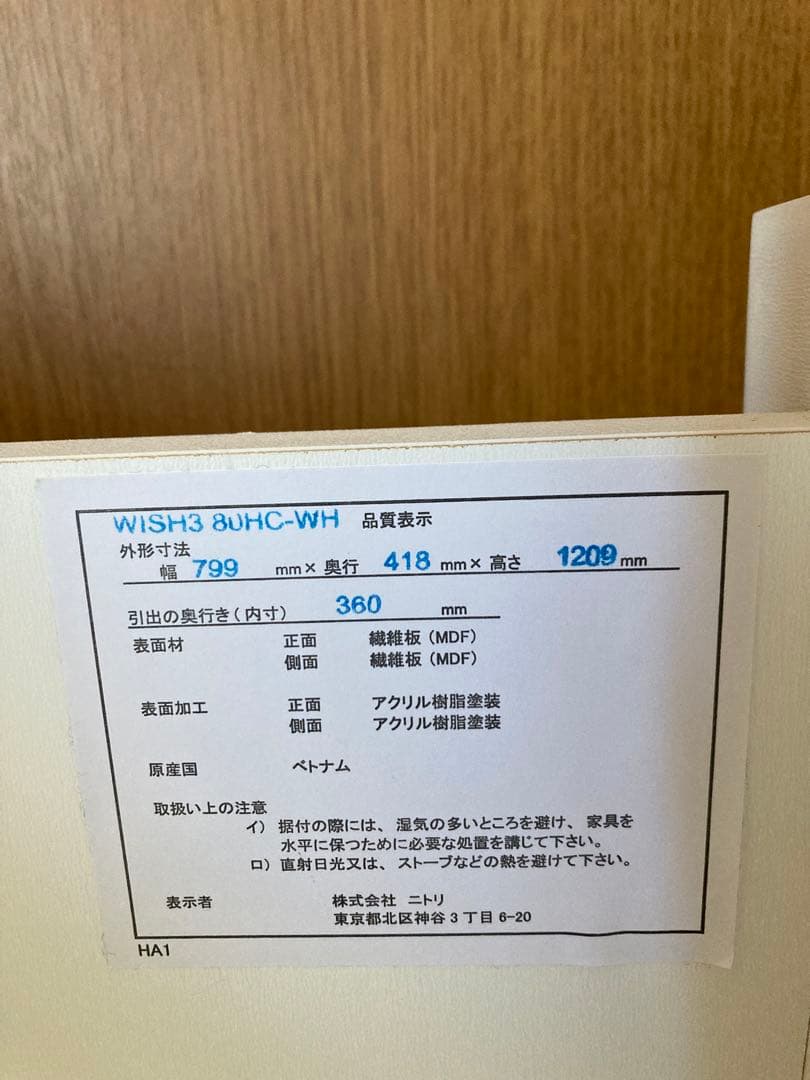 WISH3 80HC-WH 品質表示
外形寸法
幅 799 mm× 奥行 418 mm× 高さ 1209 mm
引出の奥行き(内寸) 360 mm
表面材 正面 繊維板 (MDF)
側面 繊維板 (MDF)
表面加工 正面 アクリル樹脂塗装
側面 アクリル樹脂塗装
原産国 ベトナム
取扱い上の注意
イ) 据付の際には、湿気の多いところを避け、家具を
水平に保つために必要な処置を講じて下さい。
ロ) 直射日光又は、ストーブなどの熱を避けて下さい。
表示者 株式会社 ニトリ
東京都北区神谷3丁目6-20
HA1